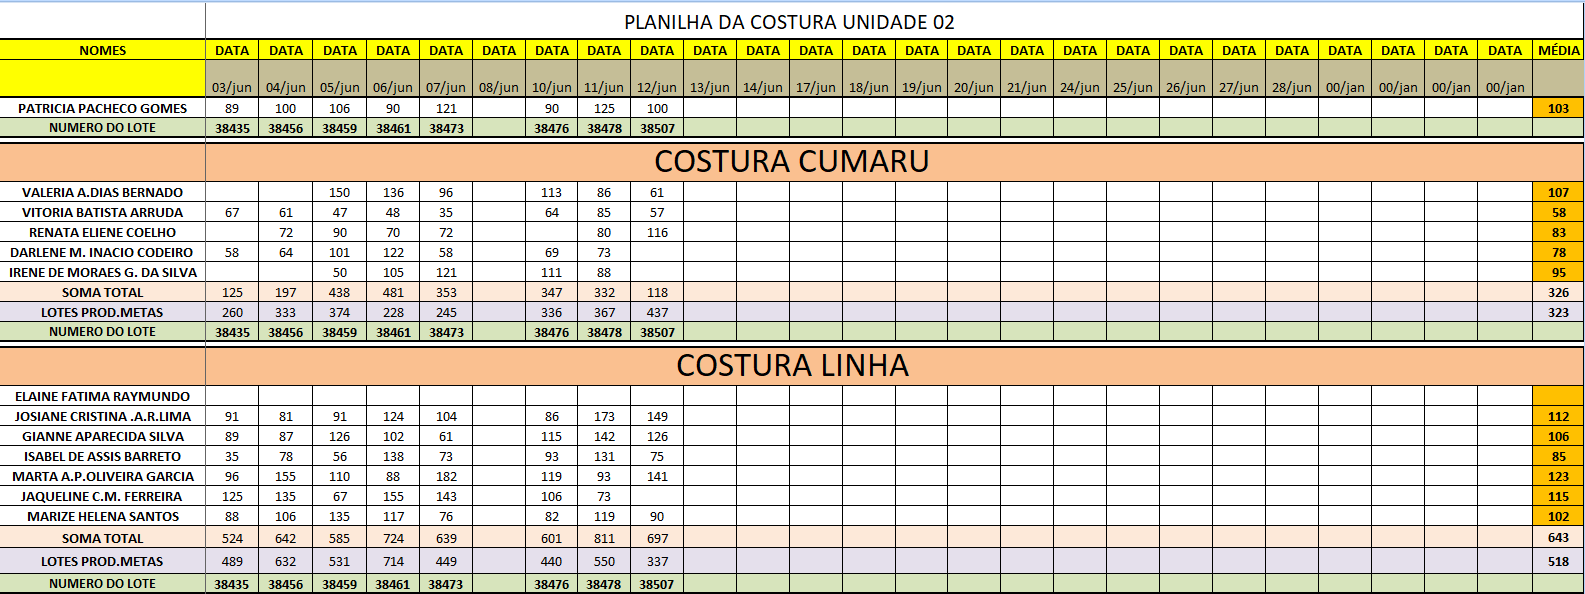 PLANILHA DA COSTURA UNIDADE 02
NOMES DATA DATA DATA DATA DATA DATA DATA DATA DATA DATA DATA DATA DATA DATA DATA DATA DATA DATA DATA DATA DATA DATA DATA DATA MÉDIA
03/jun 04/jun 05/jun 06/jun 07/jun 08/jun 10/jun 11/jun 12/jun 13/jun 14/jun 17/jun 18/jun 19/jun 20/jun 21/jun 24/jun 25/jun 26/jun 27/jun 28/jun 00/jan 00/jan 00/jan 00/jan
PATRICIA PACHECO GOMES 89 100 106 90 121 90 125 100 103
NUMERO DO LOTE 38435 38456 38459 38461 38473 38476 38478 38507
COSTURA CUMARU
VALERIA A.DIAS BERNADO 150 136 96 113 86 61 107
VITORIA BATISTA ARRUDA 67 61 47 48 35 64 85 57 58
RENATA ELIENE COELHO 72 90 70 72 80 116 83
DARLENE M. INACIO CODEIRO 58 64 101 122 58 69 73 78
IRENE DE MORAES G. DA SILVA 50 105 121 111 88 95
SOMA TOTAL 125 197 438 481 353 347 332 118 326
LOTES PROD.METAS 260 333 374 228 245 336 367 437 323
NUMERO DO LOTE 38435 38456 38459 38461 38473 38476 38478 38507
COSTURA LINHA
ELAINE FATIMA RAYMUNDO
JOSIANE CRISTINA .A.R.LIMA 91 81 91 124 104 86 173 149 112
GIANNE APARECIDA SILVA 89 87 126 102 61 115 142 126 106
ISABEL DE ASSIS BARRETO 35 78 56 138 73 93 131 75 85
MARTA A.P.OLIVEIRA GARCIA 96 155 110 88 182 119 93 141 123
JAQUELINE C.M. FERREIRA 125 135 67 155 143 106 73 115
MARIZE HELENA SANTOS 88 106 135 117 76 82 119 90 102
SOMA TOTAL 524 642 585 724 639 601 811 697 643
LOTES PROD.METAS 489 632 531 714 449 440 550 337 518
NUMERO DO LOTE 38435 38456 38459 38461 38473 38476 38478 38507